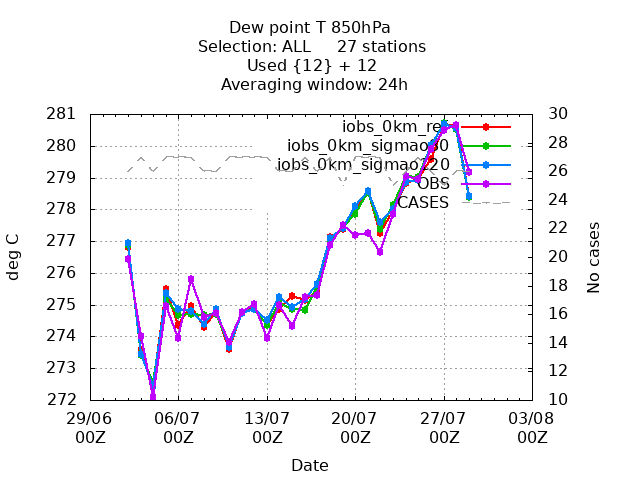 Dew point T 850hPa
Selection: ALL 27 stations
Used {12} + 12
Averaging window: 24h
281
280
279
278
277
276
275
274
273
272
deg C
30
28
26
24
22
20
18
16
14
12
10
No cases
iobs_0km_ref
OBS
CASES
29/06 06/07 13/07 20/07 27/07 03/08
00Z 00Z 00Z 00Z 00Z 00Z
Date